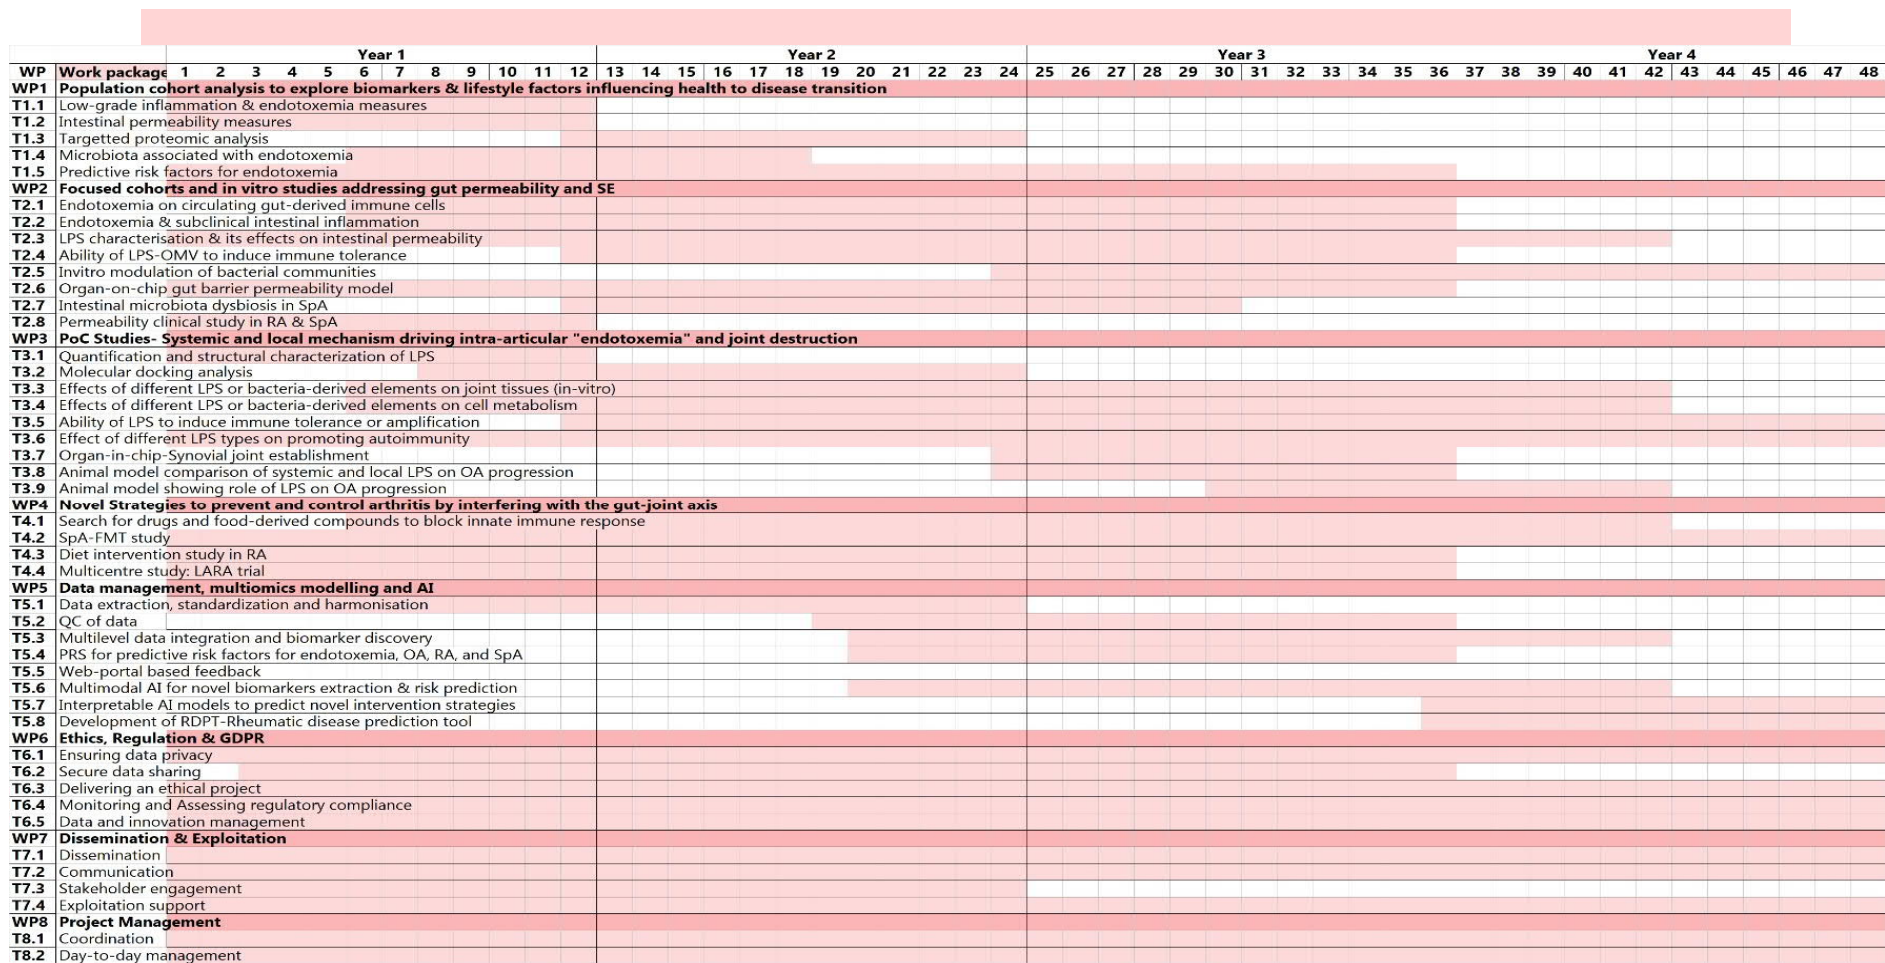 Year 1 Year 2 Year 3 Year 4
WP Work package 1 2 3 4 5 6 7 8 9 10 11 12 13 14 15 16 17 18 19 20 21 22 23 24 25 26 27 28 29 30 31 32 33 34 35 36 37 38 39 40 41 42 43 44 45 46 47 48
WP1 Population cohort analysis to explore biomarkers & lifestyle factors influencing health to disease transition
T1.1 Low-grade inflammation & endotoxemia measures
T1.2 Intestinal permeability measures
T1.3 Targetted proteomic analysis
T1.4 Microbiota associated with endotoxemia
T1.5 Predictive risk factors for endotoxemia
WP2 Focused cohorts and in vitro studies addressing gut permeability and SE
T2.1 Endotoxemia on circulating gut-derived immune cells
T2.2 Endotoxemia & subclinical intestinal inflammation
T2.3 LPS characterisation & its effects on intestinal permeability
T2.4 Ability of LPS-OMV to induce immune tolerance
T2.5 Invitro modulation of bacterial communities
T2.6 Organ-on-chip gut barrier permeability model
T2.7 Intestinal microbiota dysbiosis in SpA
T2.8 Permeability clinical study in RA & SpA
WP3 PoC Studies- Systemic and local mechanism driving intra-articular "endotoxemia" and joint destruction
T3.1 Quantification and structural characterization of LPS
T3.2 Molecular docking analysis
T3.3 Effects of different LPS or bacteria-derived elements on joint tissues (in-vitro)
T3.4 Effects of different LPS or bacteria-derived elements on cell metabolism
T3.5 Ability of LPS to induce immune tolerance or amplification
T3.6 Effect of different LPS types on promoting autoimmunity
T3.7 Organ-in-chip-Synovial joint establishment
T3.8 Animal model comparison of systemic and local LPS on OA progression
T3.9 Animal model showing role of LPS on OA progression
WP4 Novel Strategies to prevent and control arthritis by interfering with the gut-joint axis
T4.1 Search for drugs and food-derived compounds to block innate immune response
T4.2 SpA-FMT study
T4.3 Diet intervention study in RA
T4.4 Multicentre study: LARA trial
WP5 Data management, multiomics modelling and AI
T5.1 Data extraction, standardization and harmonisation
T5.2 QC of data
T5.3 Multilevel data integration and biomarker discovery
T5.4 PRS for predictive risk factors for endotoxemia, OA, RA, and SpA
T5.5 Web-portal based feedback
T5.6 Multimodal AI for novel biomarkers extraction & risk prediction
T5.7 Interpretable AI models to predict novel intervention strategies
T5.8 Development of RDPT-Rheumatic disease prediction tool
WP6 Ethics, Regulation & GDPR
T6.1 Ensuring data privacy
T6.2 Secure data sharing
T6.3 Delivering an ethical project
T6.4 Monitoring and Assessing regulatory compliance
T6.5 Data and innovation management
WP7 Dissemination & Exploitation
T7.1 Dissemination
T7.2 Communication
T7.3 Stakeholder engagement
T7.4 Exploitation support
WP8 Project Management
T8.1 Coordination
T8.2 Day-to-day management